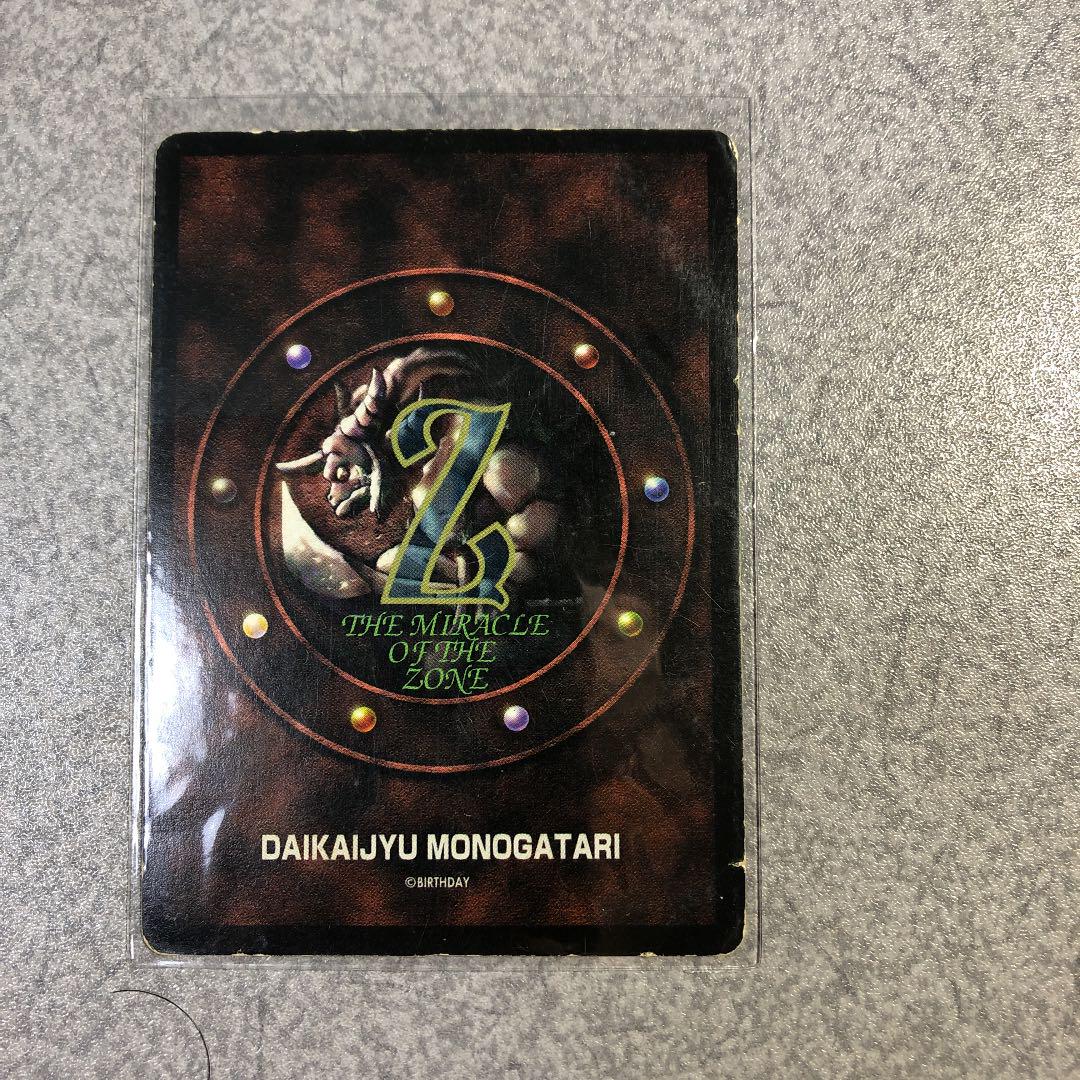 Z
THE MIRACLE
OF THE
ZONE
DAIKAIJYU MONOGATARI
©BIRTHDAY